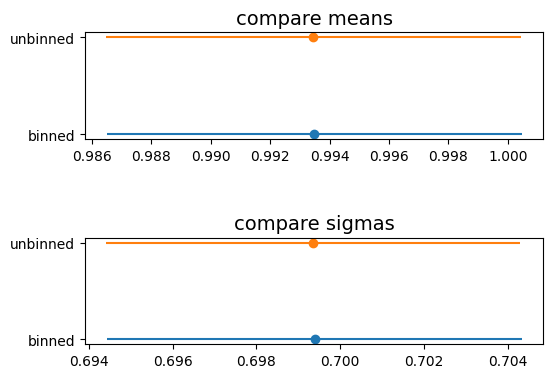 compare means
unbinned
binned
0.986 0.988 0.990 0.992 0.994 0.996 0.998 1.000
compare sigmas
unbinned
binned
0.694 0.696 0.698 0.700 0.702 0.704